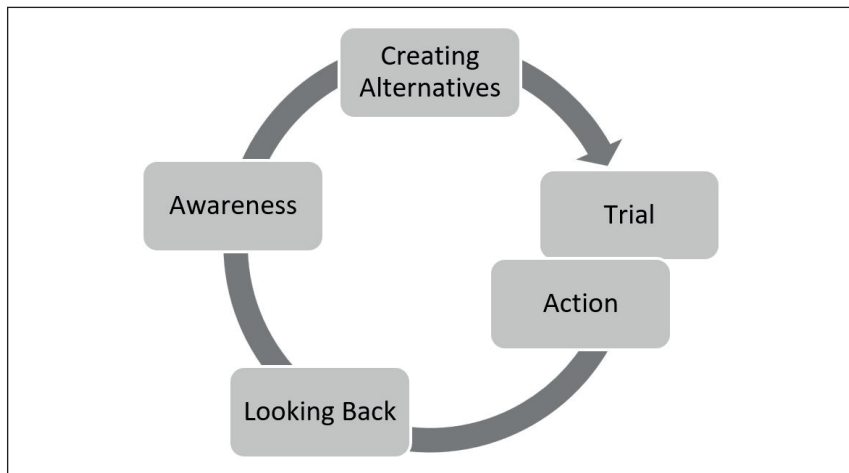 Creating
Alternatives
Awareness
Trial
Action
Looking Back